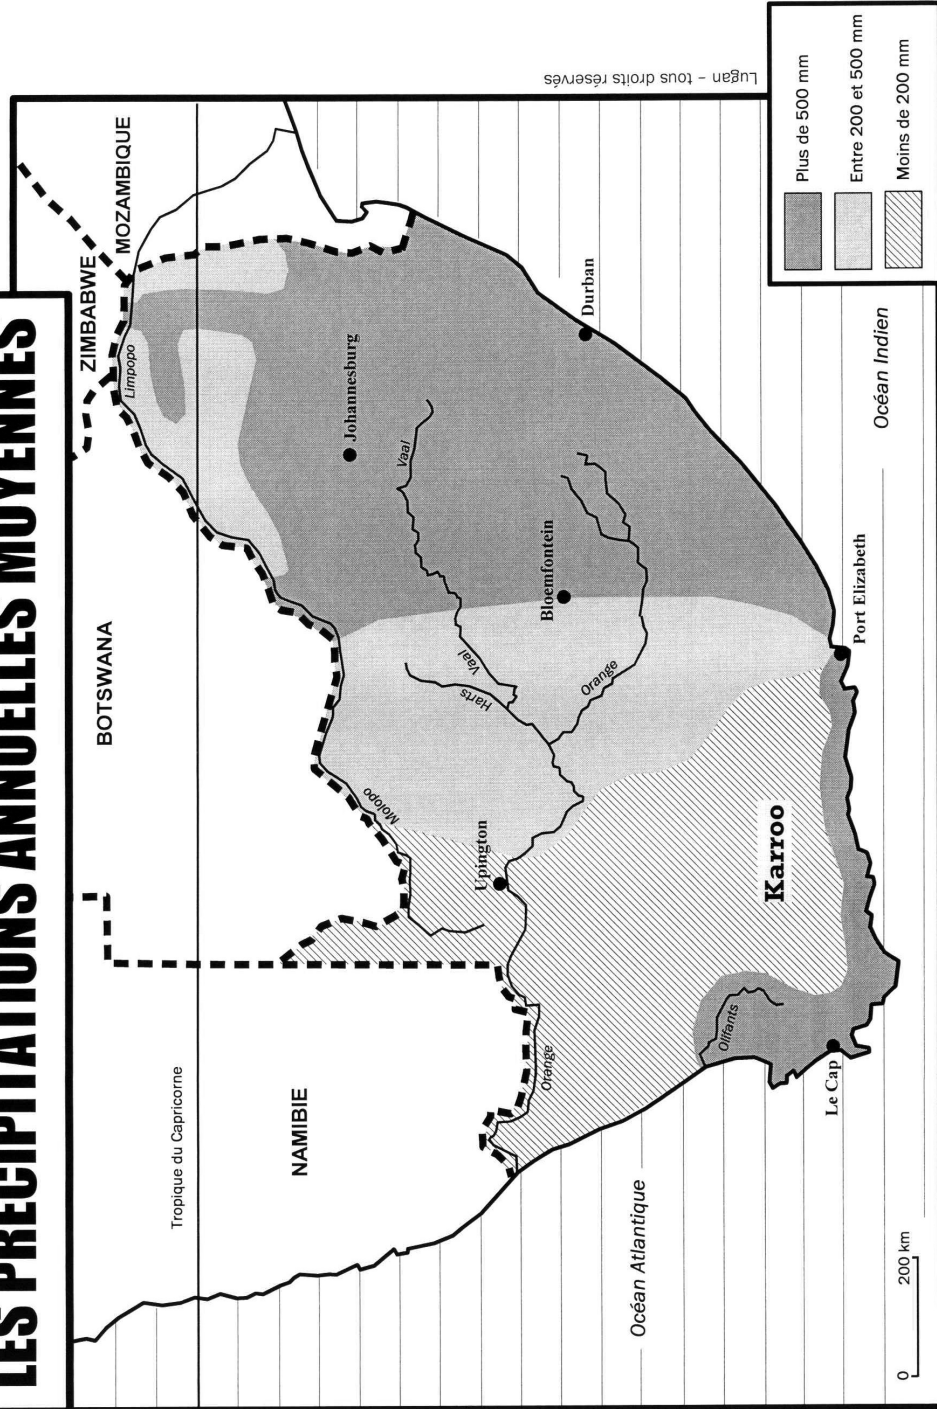 LES PRÉCIPITATIONS ANNUELLES MOYENNES
ZIMBABWE
MOZAMBIQUE
Limpopo
BOTSWANA
Tropique du Capricorne
NAMIBIE
Johannesburg
Vaal
Vaal
Harts
Molopo
Bloemfontein
Durban
Orange
Upington
Orange
Karroo
Olifants
Port Elizabeth
Le Cap
Océan Atlantique
Océan Indien
0 200 km
Plus de 500 mm
Entre 200 et 500 mm
Moins de 200 mm
Lugan – tous droits réservés